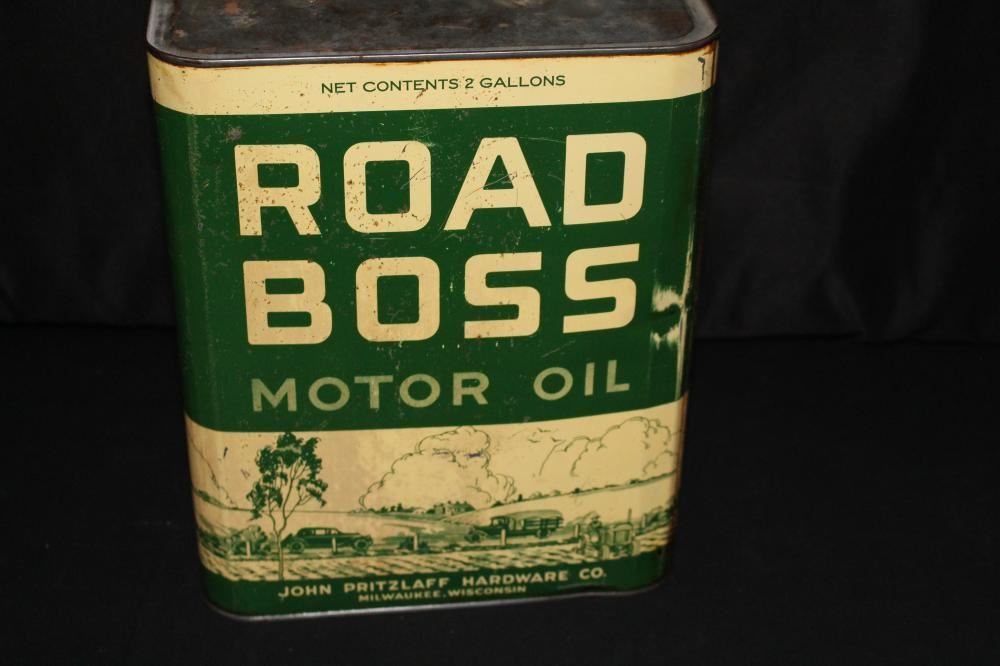 NET CONTENTS 2 GALLONS
ROAD
BOSS
MOTOR OIL
JOHN PRITZLAFF HARDWARE CO.
MILWAUKEE, WISCONSIN